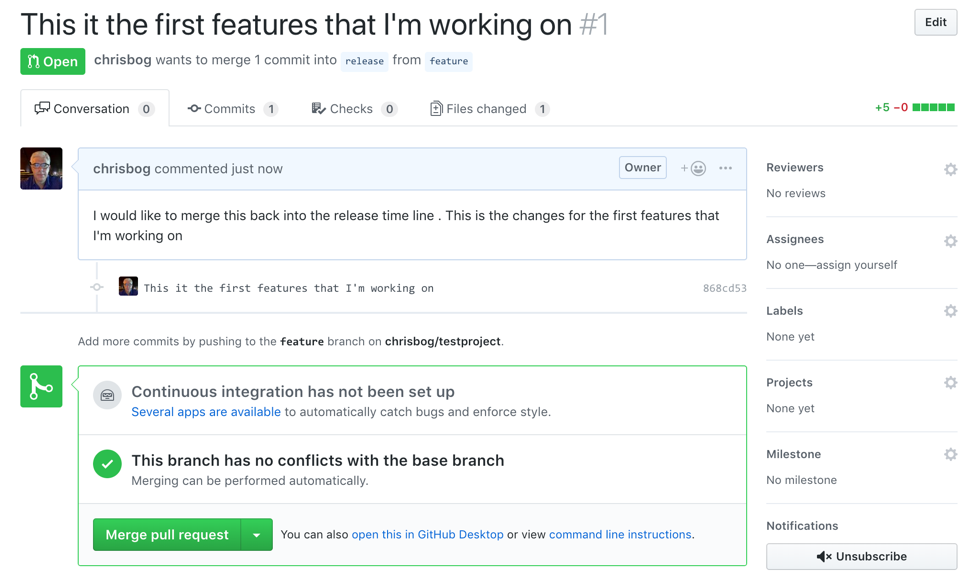 This it the first features that I'm working on #1
Edit
Open
chrisbog wants to merge 1 commit into release from feature
Conversation 0
Commits 1
Checks 0
Files changed 1
+5 −0
chrisbog commented just now
Owner
I would like to merge this back into the release time line . This is the changes for the first features that
I'm working on
This it the first features that I'm working on
868cd53
Add more commits by pushing to the feature branch on chrisbog/testproject.
Continuous integration has not been set up
Several apps are available to automatically catch bugs and enforce style.
This branch has no conflicts with the base branch
Merging can be performed automatically.
Merge pull request
You can also open this in GitHub Desktop or view command line instructions.
Reviewers
No reviews
Assignees
No one—assign yourself
Labels
None yet
Projects
None yet
Milestone
No milestone
Notifications
Unsubscribe